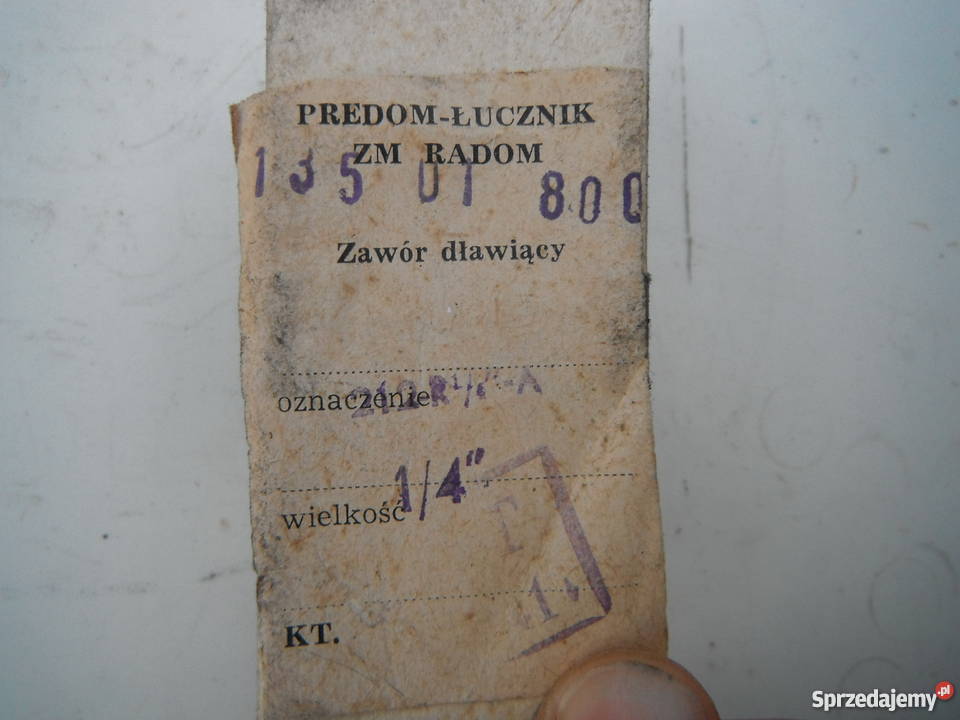 PREDOM-ŁUCZNIK
ZM RADOM
135 01 800
Zawór dławiący
oznaczenie
wielkość 1/4"
KT.
Sprzedajemy.pl